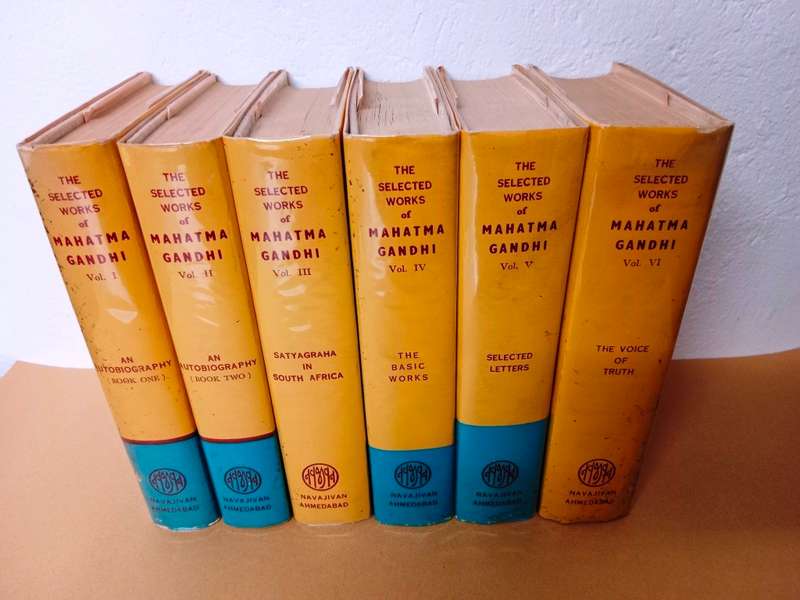 THE
SELECTED
WORKS
of
MAHATMA
GANDHI
Vol. I
AN
AUTOBIOGRAPHY
(BOOK ONE)
NAVAJIVAN
AHMEDABAD
THE
SELECTED
WORKS
of
MAHATMA
GANDHI
Vol. II
AN
AUTOBIOGRAPHY
(BOOK TWO)
NAVAJIVAN
AHMEDABAD
THE
SELECTED
WORKS
of
MAHATMA
GANDHI
Vol. III
SATYAGRAHA
IN
SOUTH AFRICA
NAVAJIVAN
AHMEDABAD
THE
SELECTED
WORKS
of
MAHATMA
GANDHI
Vol. IV
THE
BASIC
WORKS
NAVAJIVAN
AHMEDABAD
THE
SELECTED
WORKS
of
MAHATMA
GANDHI
Vol. V
SELECTED
LETTERS
NAVAJIVAN
AHMEDABAD
THE
SELECTED
WORKS
of
MAHATMA
GANDHI
Vol. VI
THE VOICE
OF
TRUTH
NAVAJIVAN
AHMEDABAD